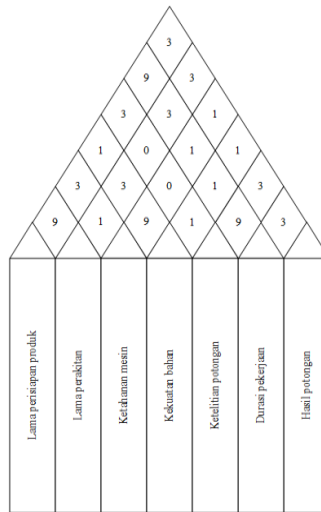 3
9 3
3 3 1
1 0 1 1
3 3 0 1 3
9 1 9 1 9 3
Lama perisiapan produk
Lama perakitan
Ketahanan mesin
Kekuatan bahan
Ketelitian potongan
Durasi pekerjaan
Hasil potongan